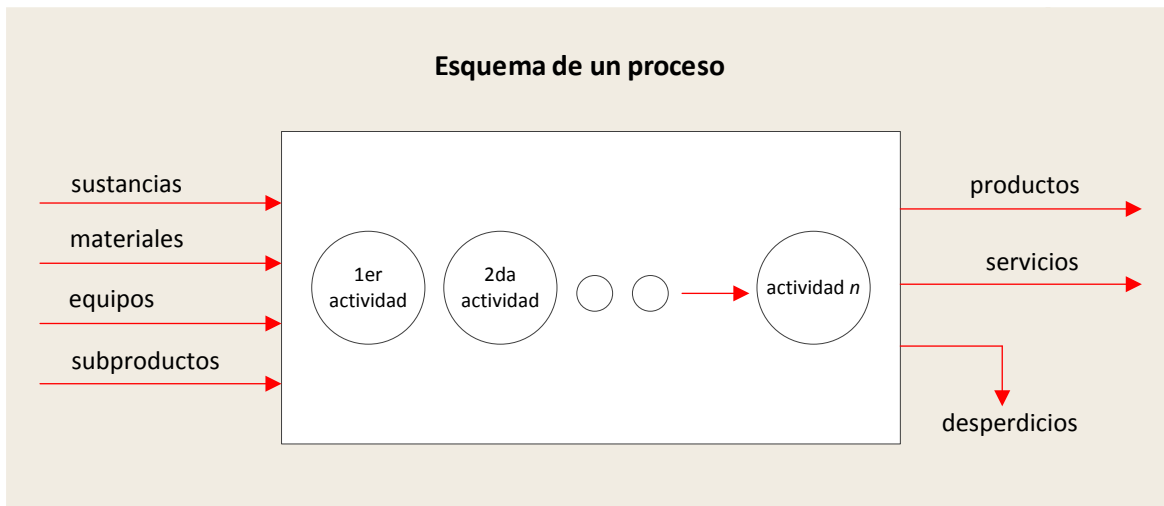 Esquema de un proceso
sustancias
materiales
equipos
subproductos
1er
actividad
2da
actividad
actividad n
productos
servicios
desperdicios